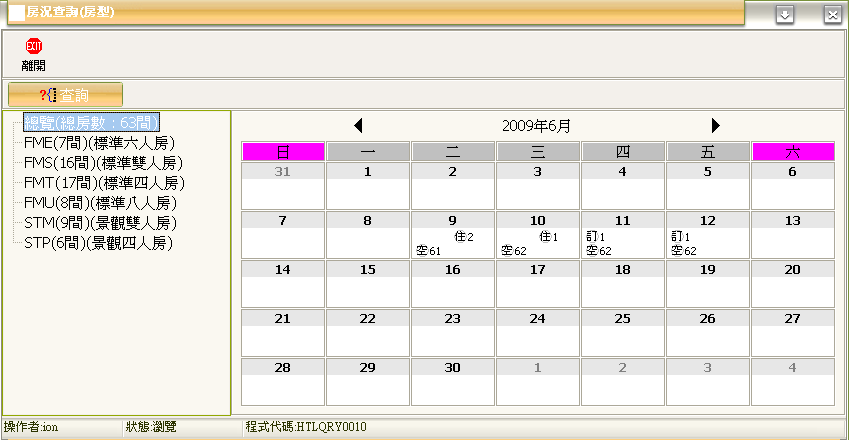 房況查詢(房型)
EXIT
離開
?{ 查詢
總覽(總房數：63間)
FME(7間)(標準六人房)
FMS(16間)(標準雙人房)
FMT(17間)(標準四人房)
FMU(8間)(標準八人房)
STM(9間)(景觀雙人房)
STP(6間)(景觀四人房)
2009年6月
日 一 二 三 四 五 六
31 1 2 3 4 5 6
7 8 9 10 11 12 13
住2 住1 訂1 訂1
空61 空62 空62 空62
14 15 16 17 18 19 20
21 22 23 24 25 26 27
28 29 30 1 2 3 4
操作者:ion 狀態:瀏覽 程式代碼:HTLQRY0010